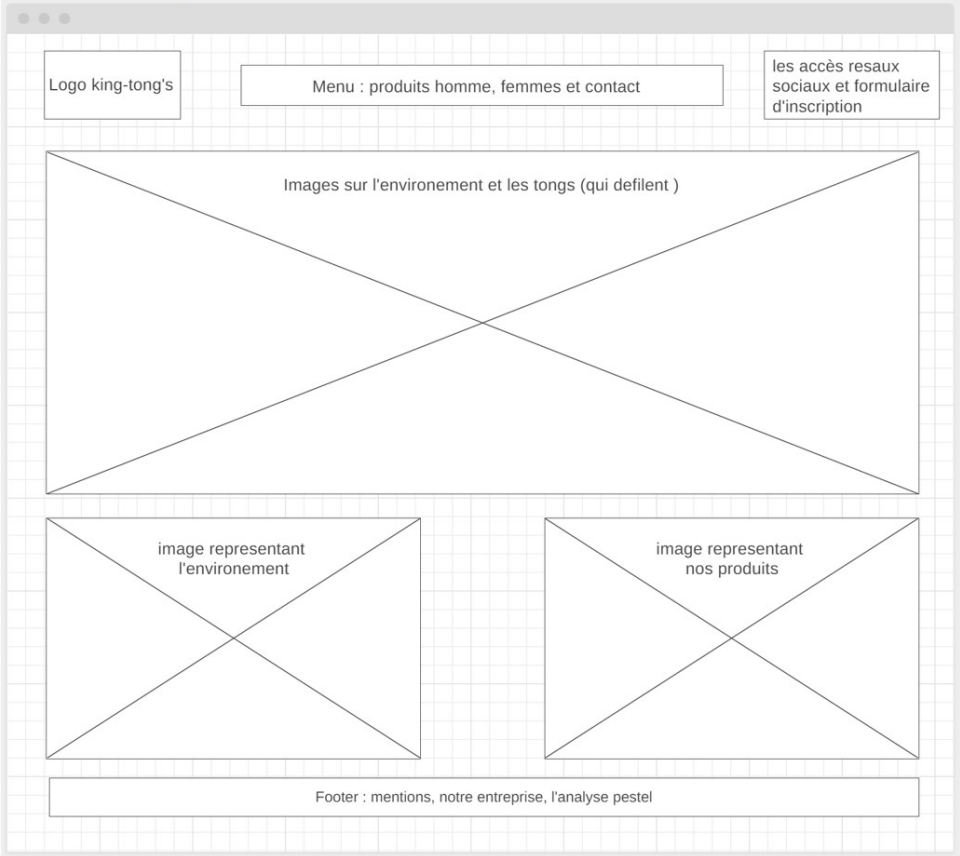 Logo king-tong's
Menu : produits homme, femmes et contact
les accès resaux
sociaux et formulaire
d'inscription
Images sur l'environement et les tongs (qui defilent )
image representant
l'environement
image representant
nos produits
Footer : mentions, notre entreprise, l'analyse pestel